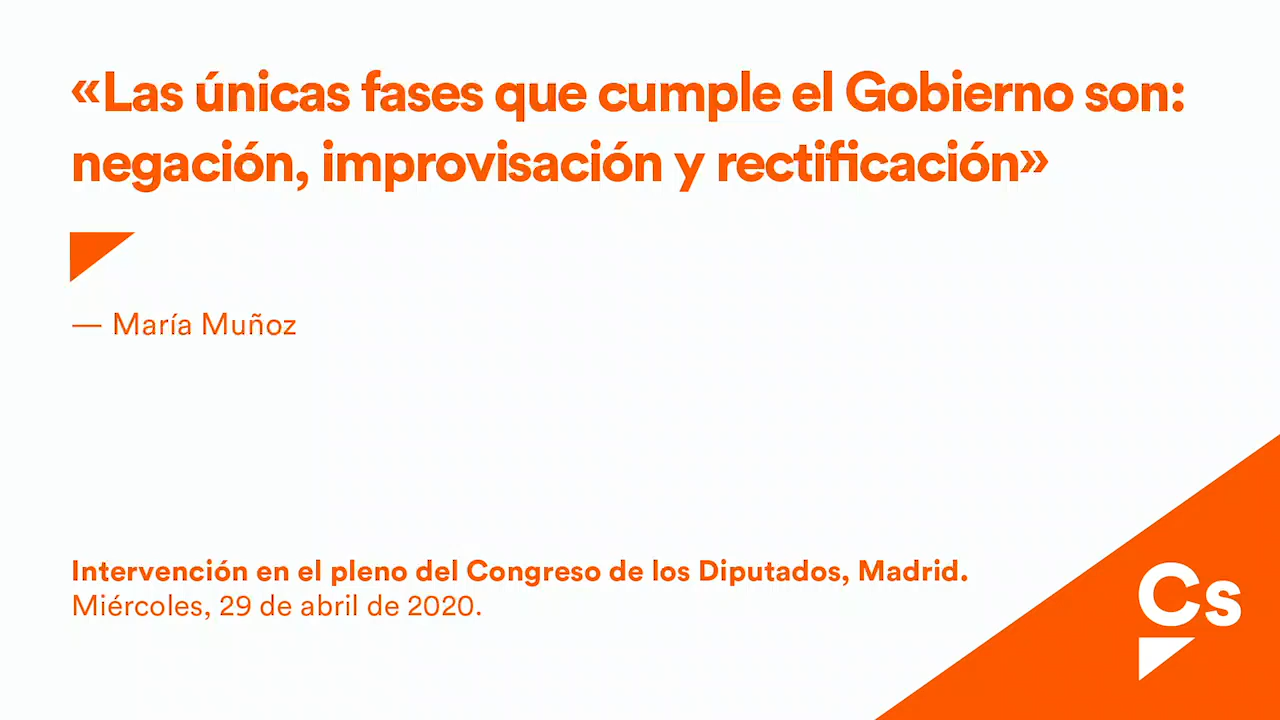 «Las únicas fases que cumple el Gobierno son:
negación, improvisación y rectificación»
— María Muñoz
Intervención en el pleno del Congreso de los Diputados, Madrid.
Miércoles, 29 de abril de 2020.
Cs